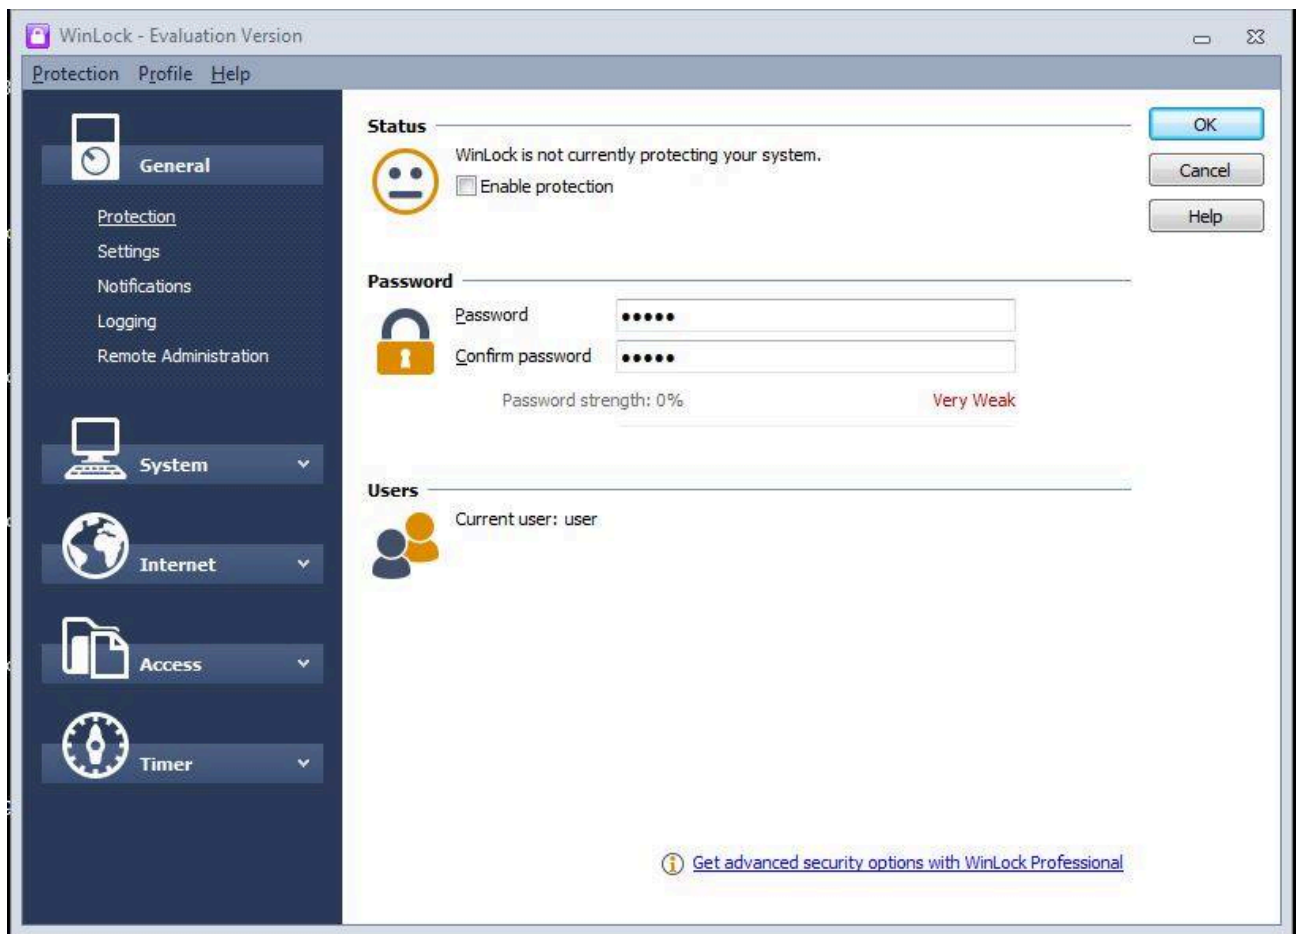 WinLock - Evaluation Version
Protection Profile Help
General
Protection
Settings
Notifications
Logging
Remote Administration
System
Internet
Access
Timer
Status
WinLock is not currently protecting your system.
Enable protection
Password
Password •••••
Confirm password •••••
Password strength: 0% Very Weak
Users
Current user: user
Get advanced security options with WinLock Professional
OK
Cancel
Help